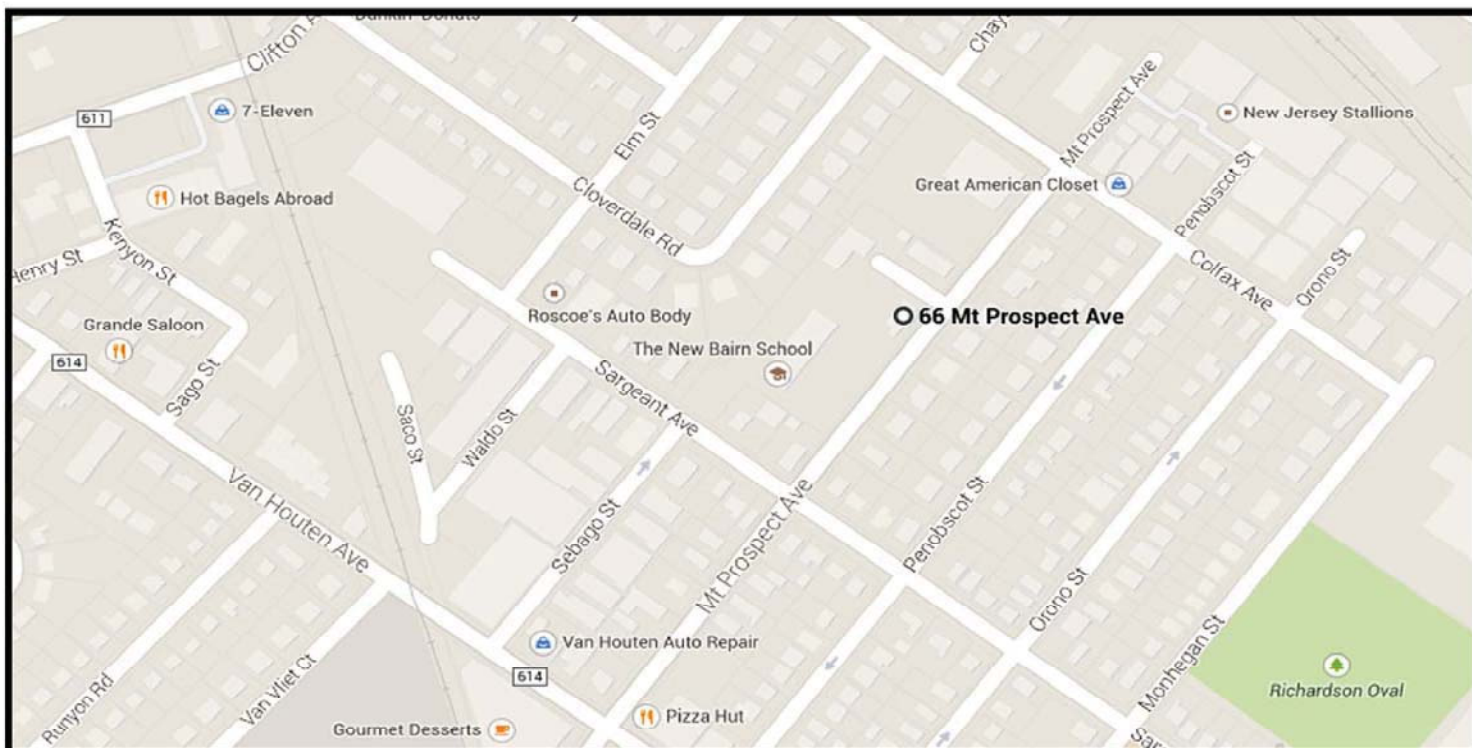 Dunkin' Donuts
Clifton
611
7-Eleven
Hot Bagels Abroad
Henry St
Kenyon St
Grande Saloon
614
Sago St
Elm St
Cloverdale Rd
Roscoe's Auto Body
The New Bairn School
Sargeant Ave
Saco St
Waldo St
Van Houten Ave
Sebago St
Mt Prospect Ave
Van Houten Auto Repair
614
Pizza Hut
Gourmet Desserts
Runyon Rd
Van Vliet Ct
Mt Prospect Ave
New Jersey Stallions
Great American Closet
Penobscot St
Colfax Ave
Orono St
66 Mt Prospect Ave
Penobscot St
Orono St
Monhegan St
Richardson Oval